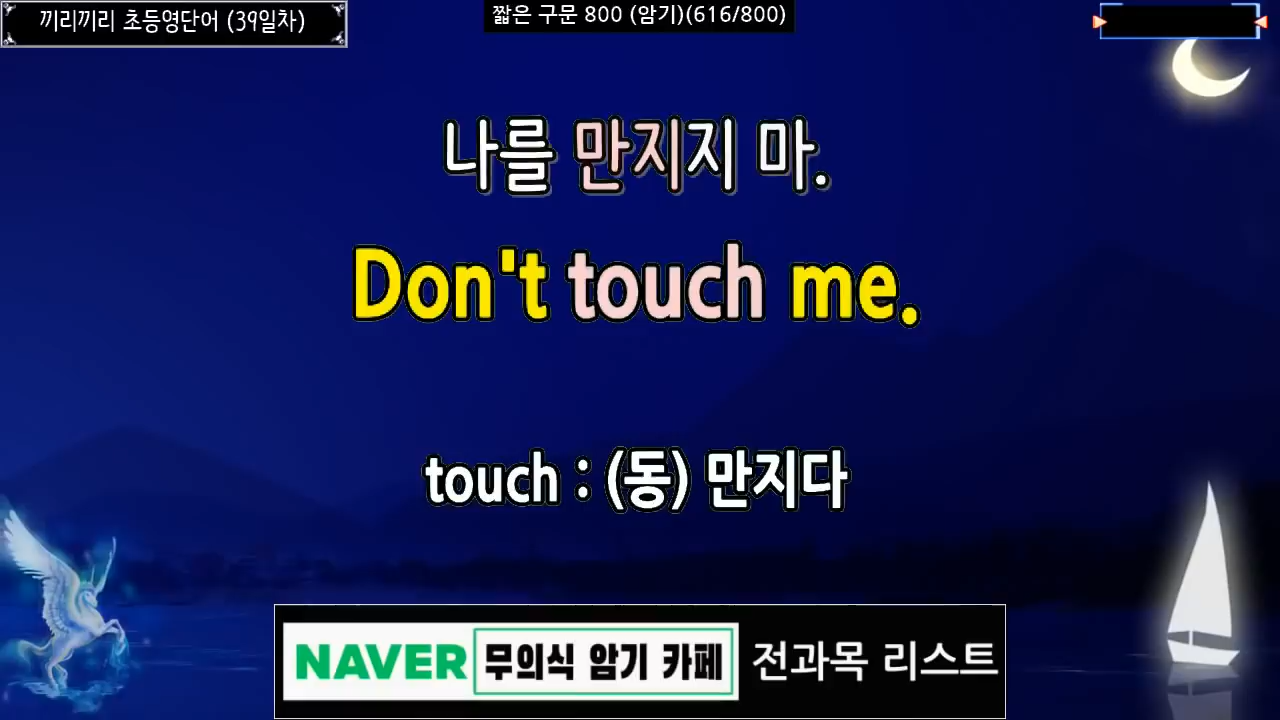 끼리끼리 초등영단어 (39일차)
짧은 구문 800 (암기)(616/800)
나를 만지지 마.
Don't touch me.
touch : (동) 만지다
NAVER 무의식 암기 카페 전과목 리스트